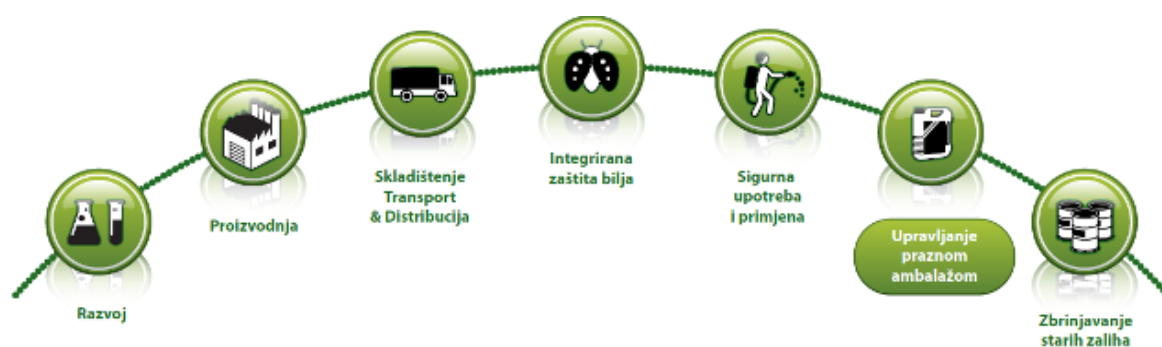 Razvoj
Proizvodnja
Skladištenje
Transport
& Distribucija
Integrirana
zaštita bilja
Sigurna
upotreba
i primjena
Upravljanje
praznom
ambalažom
Zbrinjavanje
starih zaliha